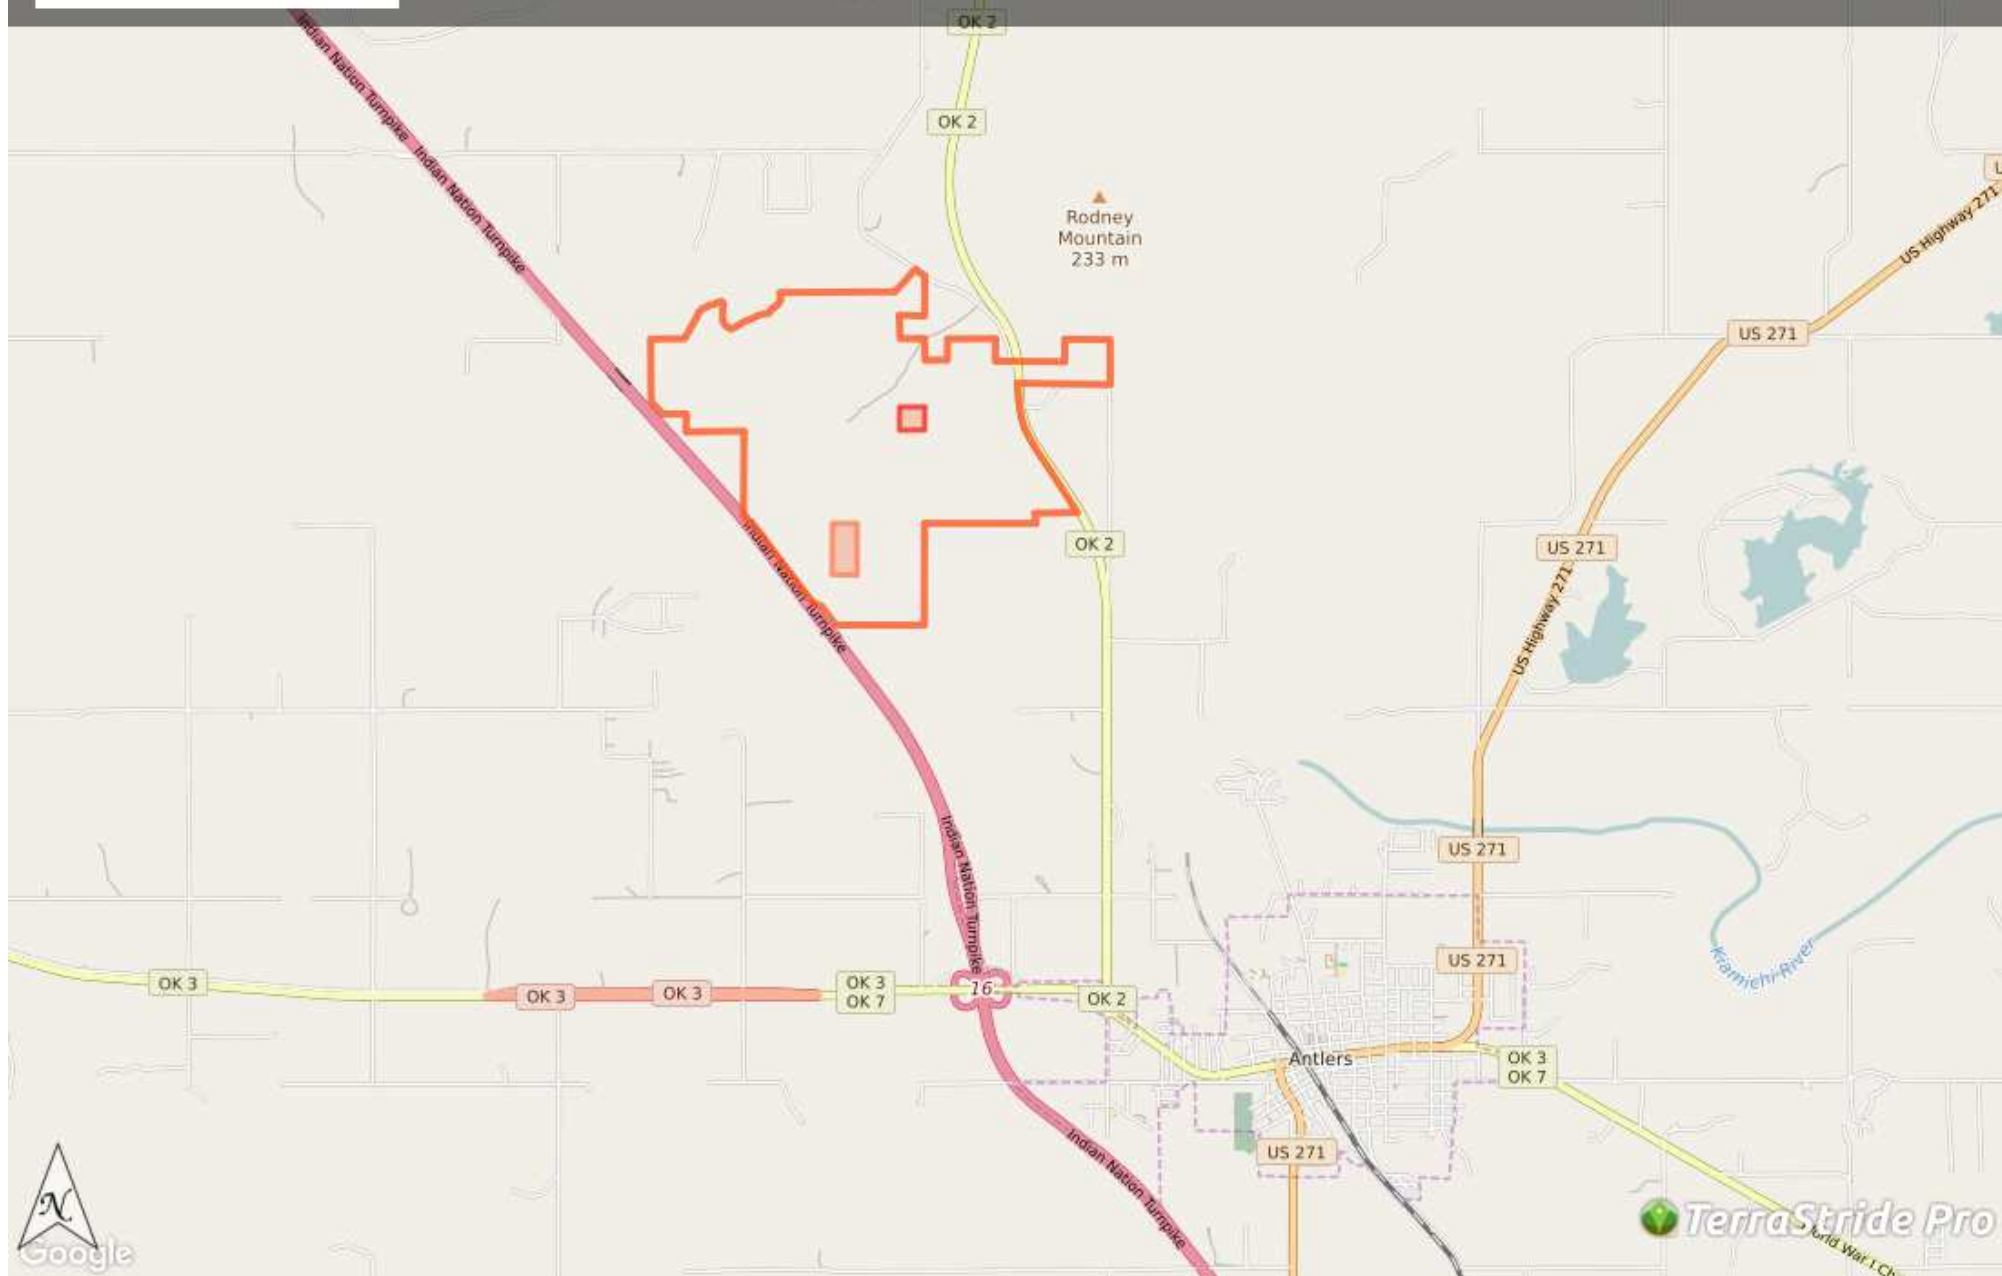 OK 2
Indian Nation Turnpike
OK 2
Indian Nation Turnpike
US Highway 271
Rodney
Mountain
233 m
US 271
OK 2
US 271
Indian Nation Turnpike
US Highway 271
Indian Nation Turnpike
US 271
US 271
Kiamichi River
OK 3
OK 3
OK 3
OK 3
OK 7
16
OK 2
Antlers
OK 3
OK 7
Indian Nation Turnpike
US 271
N
Google
TerraStride Pro
World War I